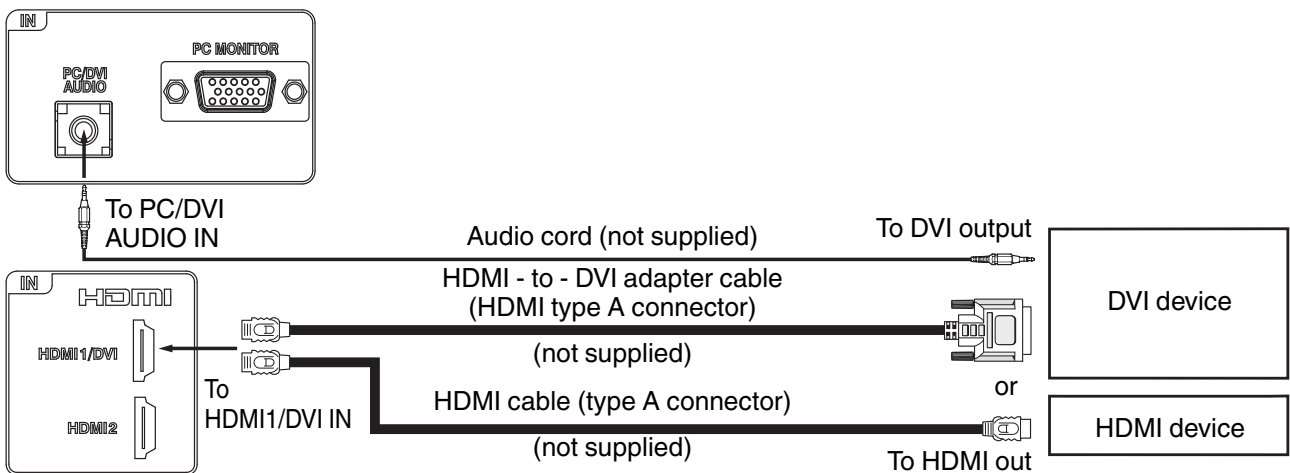 IN
PC MONITOR
PC/DVI
AUDIO
To PC/DVI
AUDIO IN
Audio cord (not supplied)
To DVI output
HDMI - to - DVI adapter cable
(HDMI type A connector)
(not supplied)
DVI device
IN
HDMI
HDMI1/DVI
To
HDMI1/DVI IN
or
HDMI cable (type A connector)
(not supplied)
HDMI2
HDMI device
To HDMI out